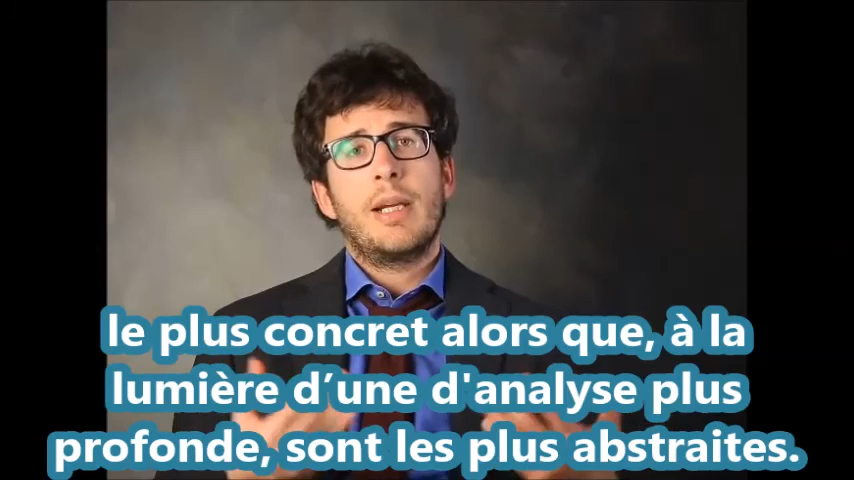 le plus concret alors que, à la
lumière d’une d'analyse plus
profonde, sont les plus abstraites.